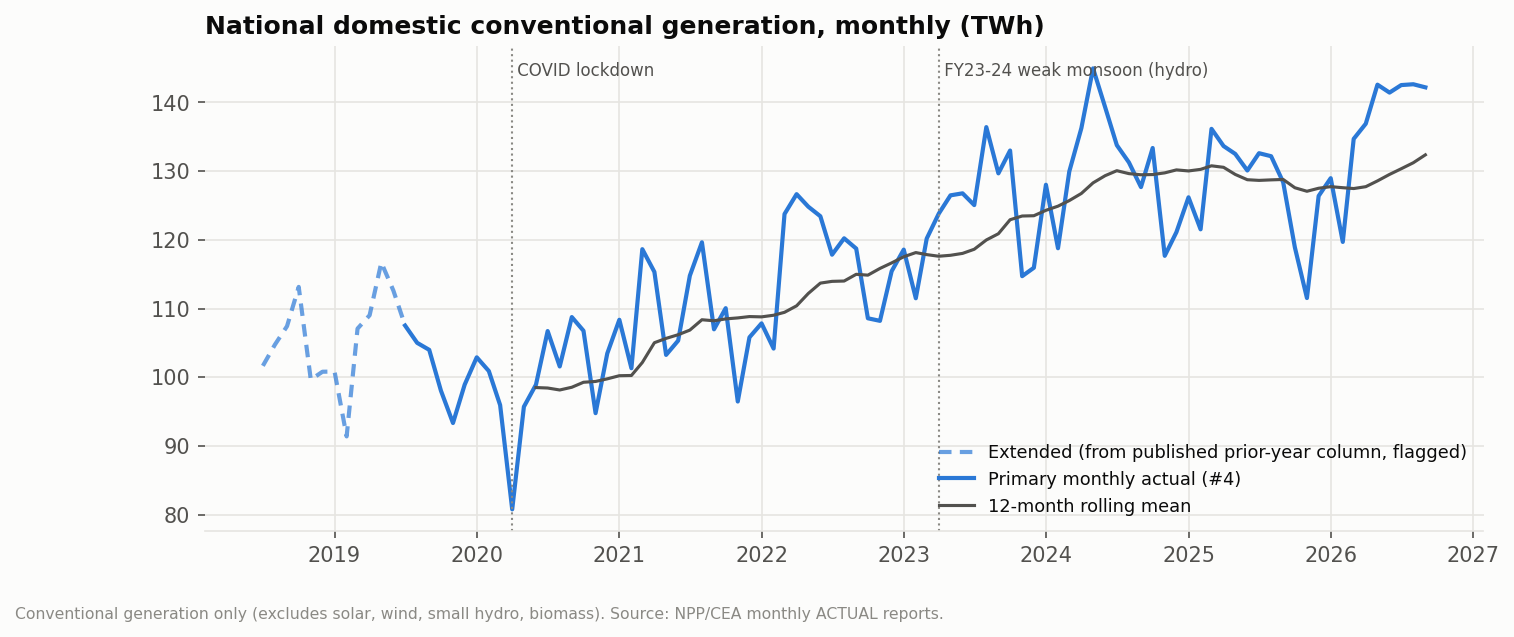 National domestic conventional generation, monthly (TWh)
COVID lockdown
FY23-24 weak monsoon (hydro)
140
130
120
110
100
90
80
Extended (from published prior-year column, flagged)
Primary monthly actual (#4)
12-month rolling mean
2019
2020
2021
2022
2023
2024
2025
2026
2027
Conventional generation only (excludes solar, wind, small hydro, biomass). Source: NPP/CEA monthly ACTUAL reports.